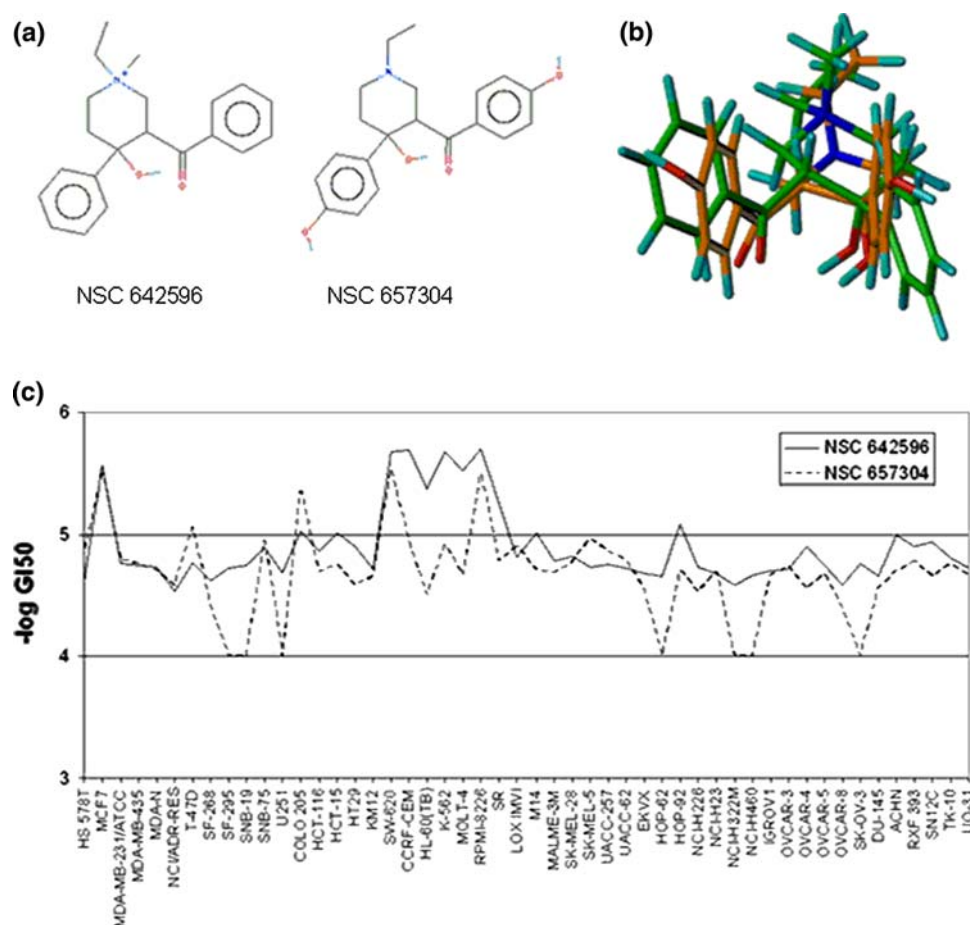 (a)
(b)
N+
H
O
O
H
N
O
H
O
O
H
O
H
NSC 642596
NSC 657304
(c)
NSC 642596
NSC 657304
-log GI50
6
5
4
3
HS 578T
MCF7
MDA-MB-231/ATCC
MDA-MB-435
MDA-N
NCI/ADR-RES
T-47D
SF-268
SF-295
SNB-19
SNB-75
U251
COLO 205
HCT-116
HCT-15
HT29
KM12
SW-620
CCRF-CEM
HL-60(TB)
K-562
MOLT-4
RPMI-8226
SR
LOX IMVI
M14
MALME-3M
SK-MEL-28
SK-MEL-5
UACC-257
UACC-62
EKVX
HOP-62
HOP-92
NCI-H226
NCI-H23
NCI-H322M
NCI-H460
IGROV1
OVCAR-3
OVCAR-4
OVCAR-5
OVCAR-8
SK-OV-3
DU-145
ACHN
RXF 393
SN12C
TK-10
UO-31